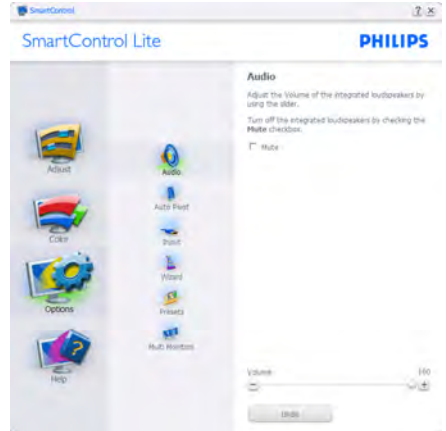 SmartControl
SmartControl Lite
PHILIPS
Adjust
Color
Options
Help
Audio
Auto Pivot
Input
Wizard
Presets
Multi Monitors
Audio
Adjust the Volume of the integrated loudspeakers by
using the slider.
Turn off the integrated loudspeakers by checking the
Mute checkbox.
Mute
Volume
100
Undo